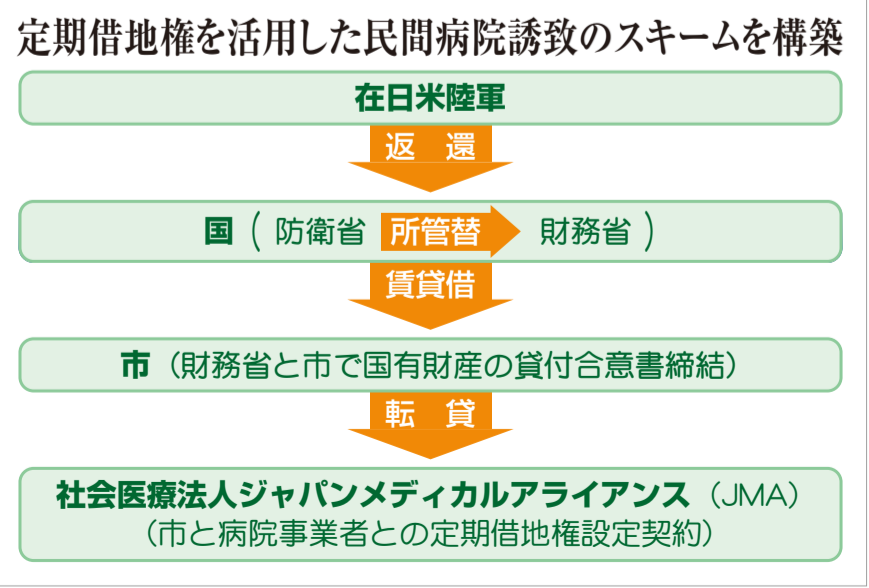 定期借地権を活用した民間病院誘致のスキームを構築
在日米陸軍
返 還
国(防衛省 所管替 財務省)
賃貸借
市(財務省と市で国有財産の貸付合意書締結)
転 貸
社会医療法人ジャパンメディカルアライアンス(JMA)
(市と病院事業者との定期借地権設定契約)